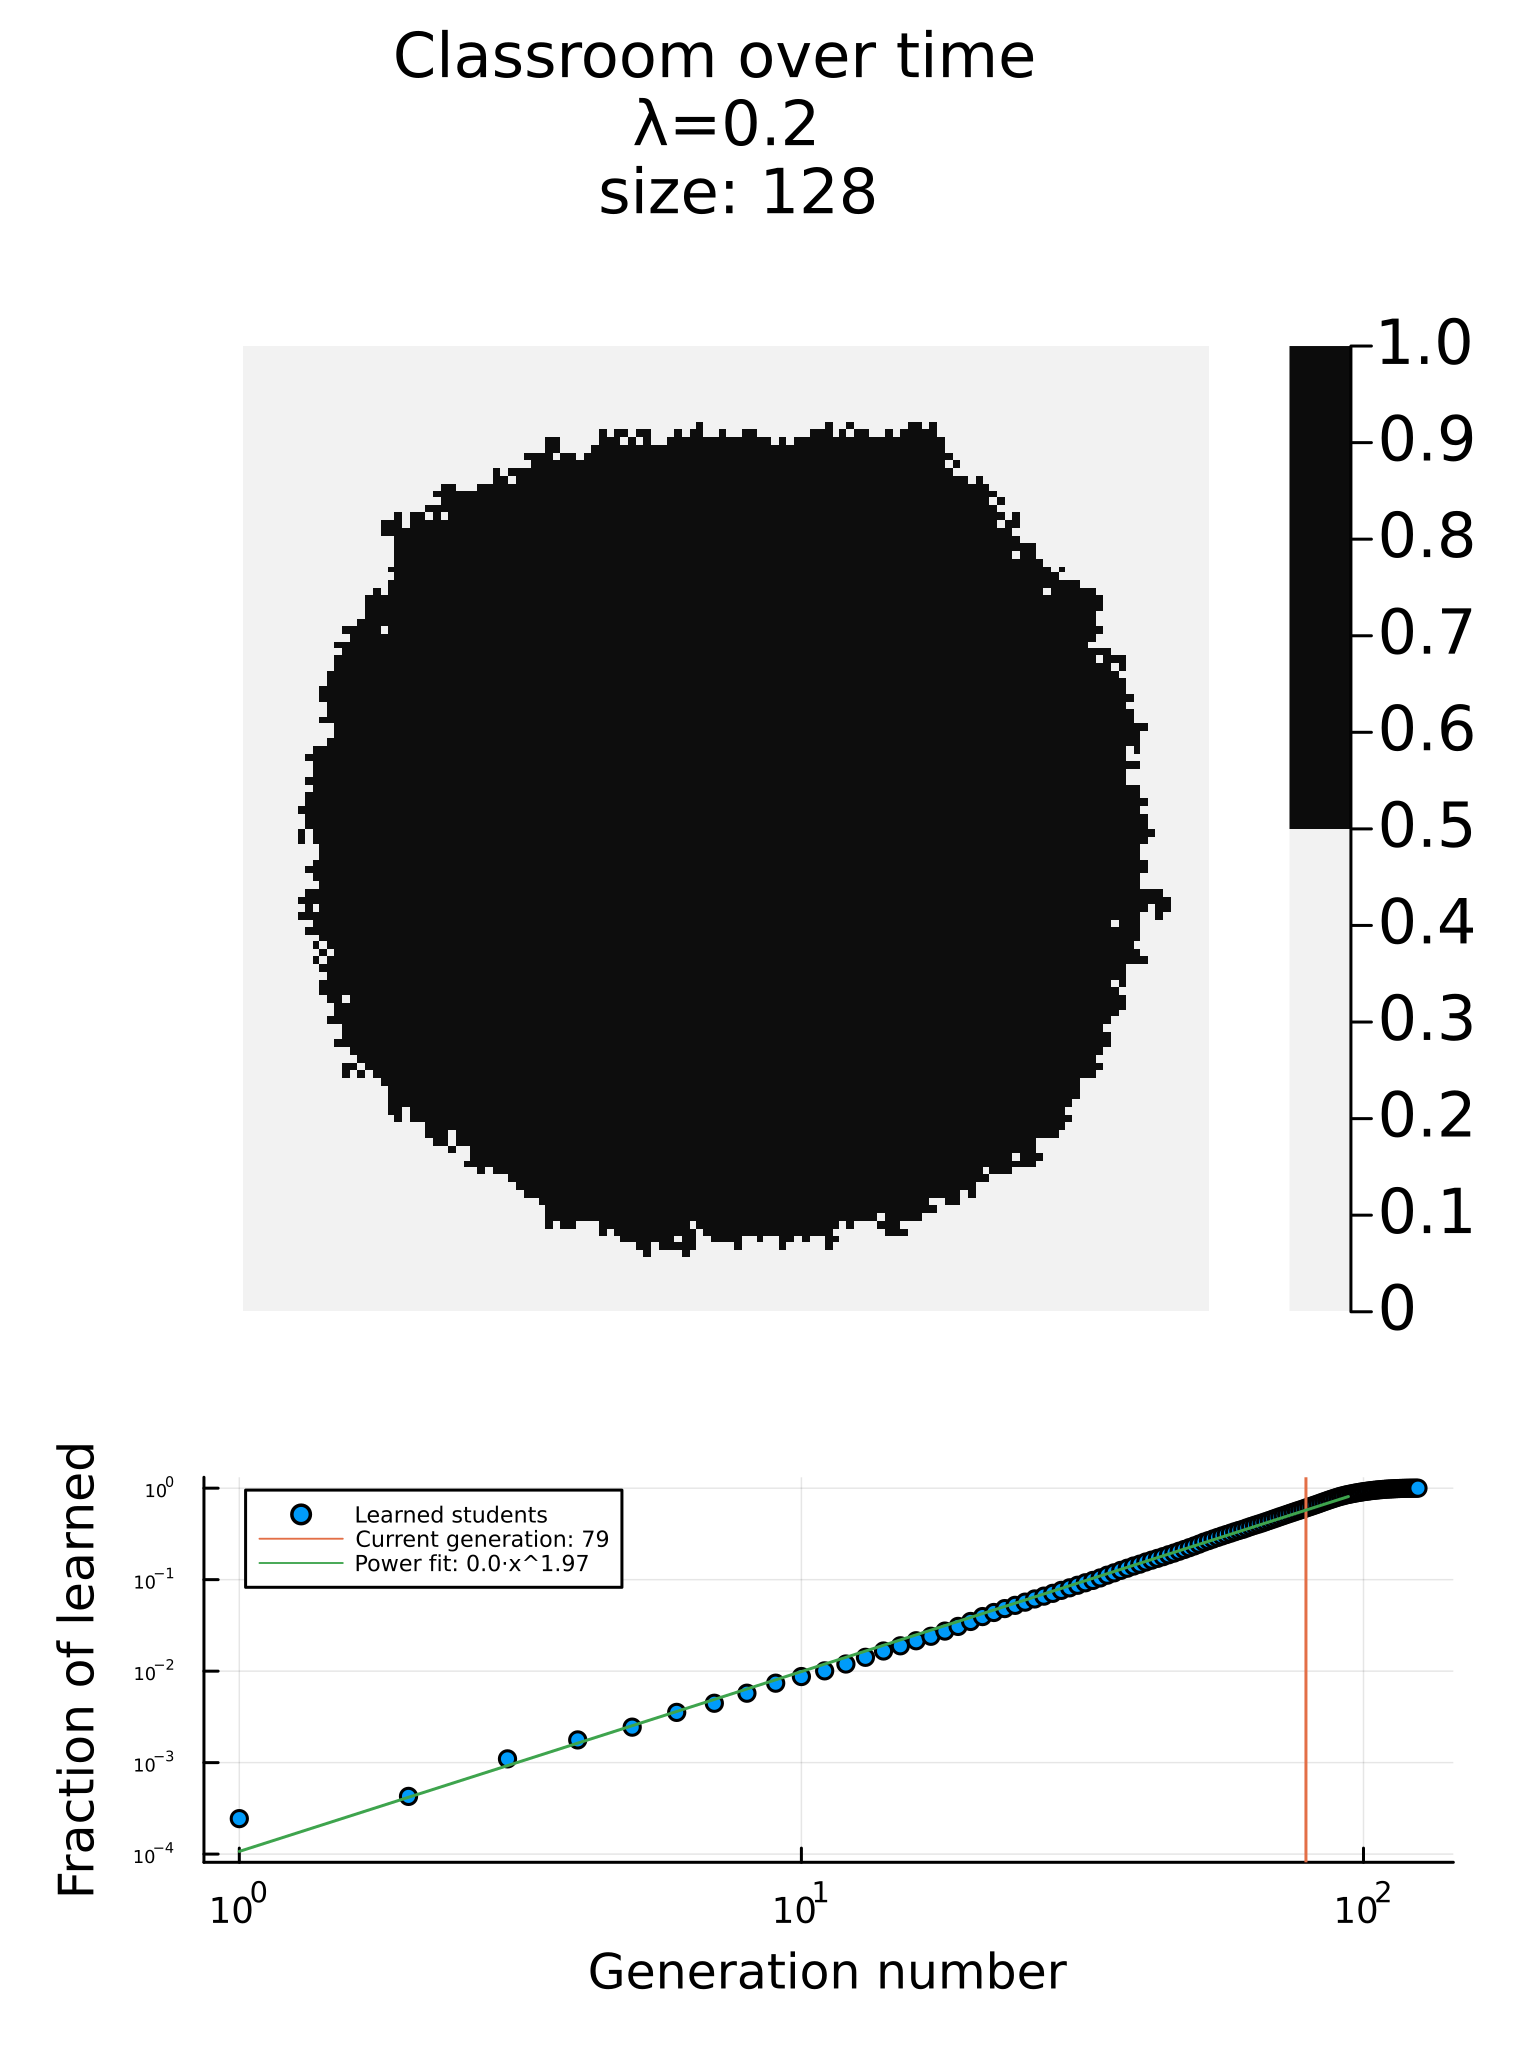 Classroom over time
λ=0.2
size: 128
1.0
0.9
0.8
0.7
0.6
0.5
0.4
0.3
0.2
0.1
0
Fraction of learned
10^0
10^-1
10^-2
10^-3
10^-4
Learned students
Current generation: 79
Power fit: 0.0·x^1.97
10^0 10^1 10^2
Generation number